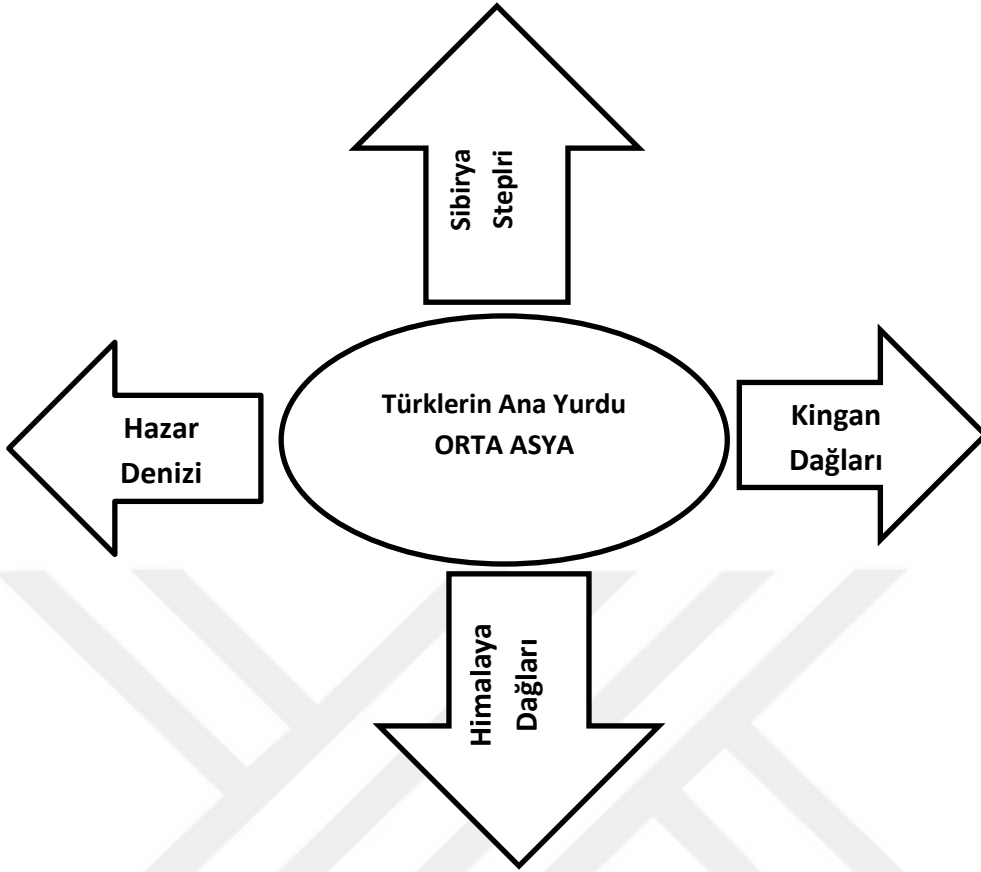 Sibirya
Steplri
Türklerin Ana Yurdu
ORTA ASYA
Hazar
Denizi
Kingan
Dağları
Himalaya
Dağları